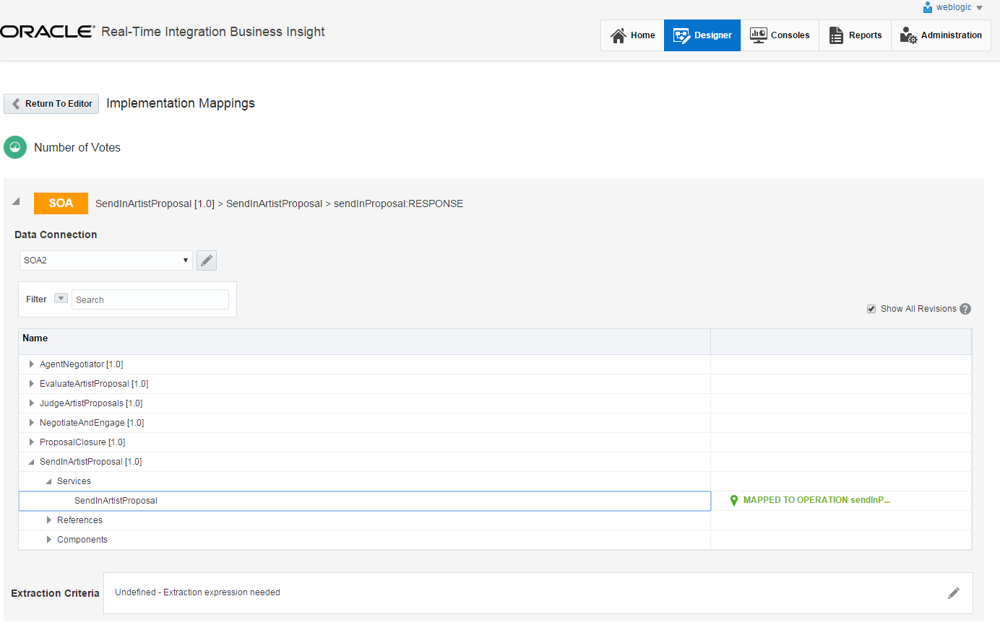 weblogic
ORACLE® Real-Time Integration Business Insight
Home Designer Consoles Reports Administration
Return To Editor Implementation Mappings
Number of Votes
SOA SendInArtistProposal [1.0] > SendInArtistProposal > sendInProposal:RESPONSE
Data Connection
SOA2
Filter Search
Show All Revisions ?
Name
AgentNegotiator [1.0]
EvaluateArtistProposal [1.0]
JudgeArtistProposals [1.0]
NegotiateAndEngage [1.0]
ProposalClosure [1.0]
SendInArtistProposal [1.0]
Services
SendInArtistProposal MAPPED TO OPERATION sendInP...
References
Components
Extraction Criteria Undefined - Extraction expression needed